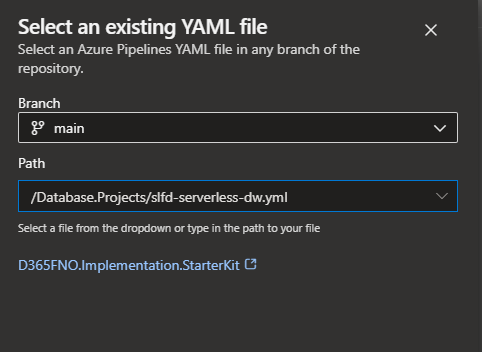 Select an existing YAML file
Select an Azure Pipelines YAML file in any branch of the
repository.
Branch
main
Path
/Database.Projects/slfd-serverless-dw.yml
Select a file from the dropdown or type in the path to your file
D365FNO.Implementation.StarterKit